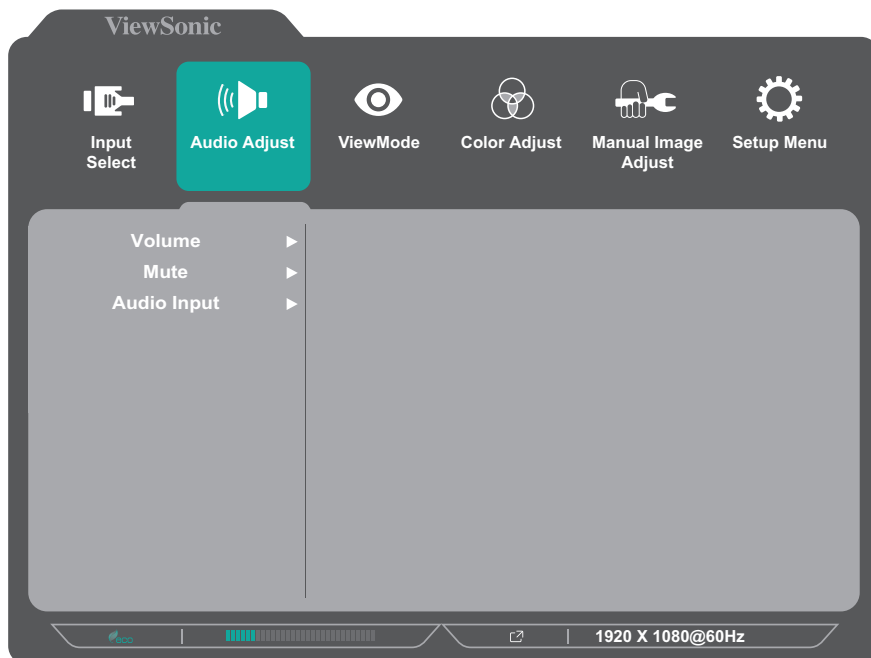 ViewSonic
Input
Select
Audio Adjust
ViewMode
Color Adjust
Manual Image
Adjust
Setup Menu
Volume
Mute
Audio Input
eco
1920 X 1080@60Hz